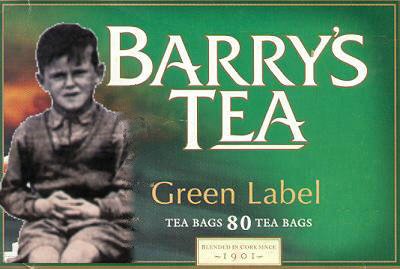 BARRY'S
TEA
Green Label
TEA BAGS 80 TEA BAGS
BLENDED IN CORK SINCE
~1901~